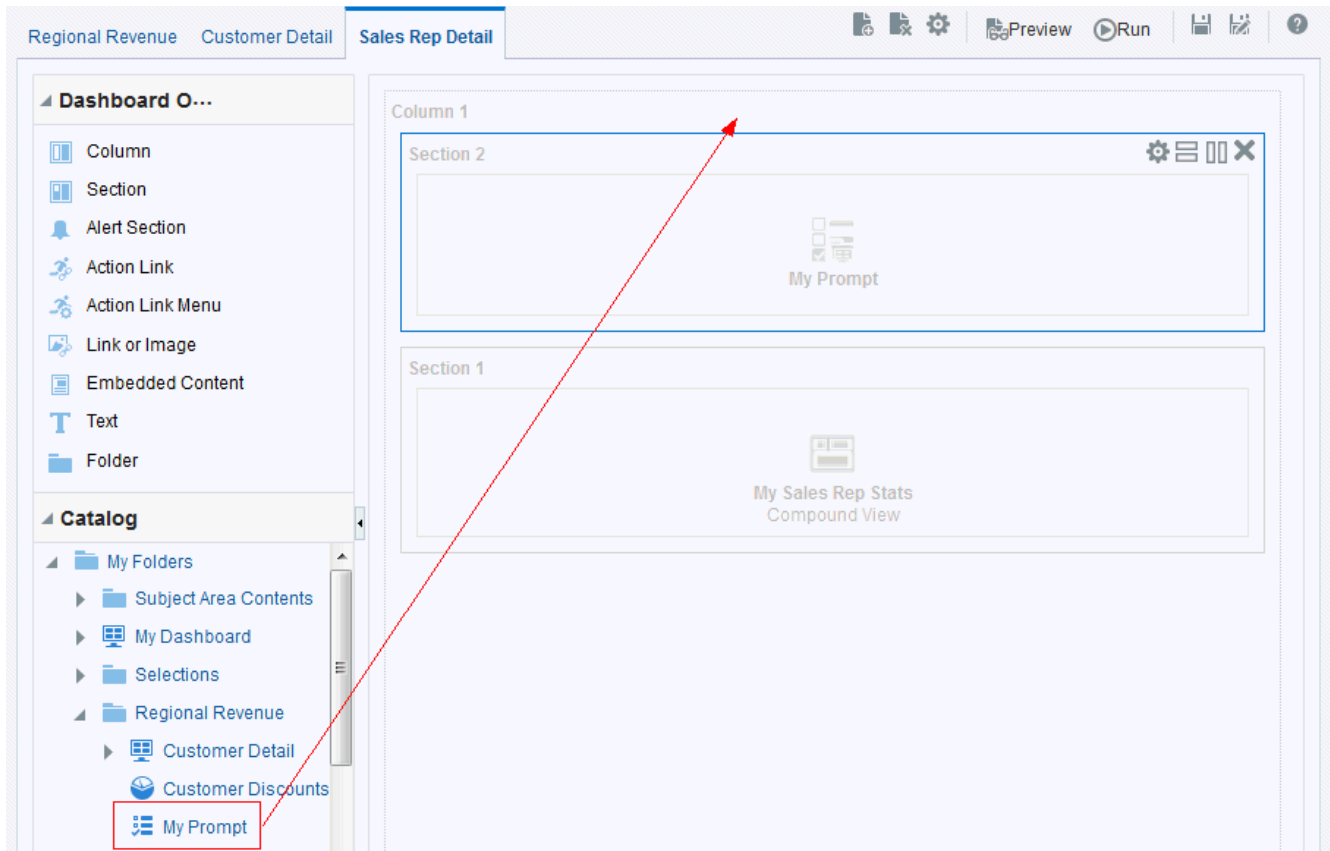 Regional Revenue Customer Detail Sales Rep Detail Preview Run
Dashboard O...
Column
Section
Alert Section
Action Link
Action Link Menu
Link or Image
Embedded Content
Text
Folder
Catalog
My Folders
Subject Area Contents
My Dashboard
Selections
Regional Revenue
Customer Detail
Customer Discounts
My Prompt
Column 1
Section 2
My Prompt
Section 1
My Sales Rep Stats
Compound View